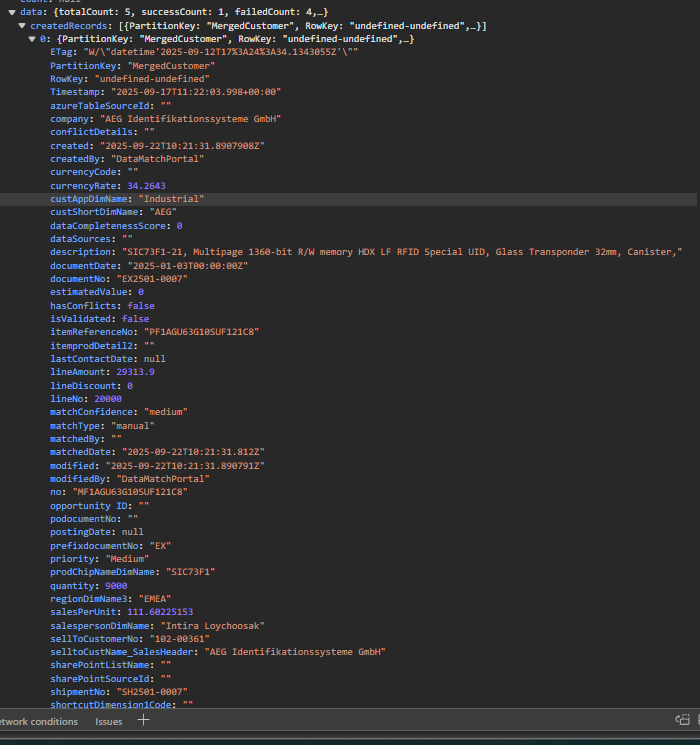 data: {totalCount: 5, successCount: 1, failedCount: 4,…}
createdRecords: [{PartitionKey: "MergedCustomer", RowKey: "undefined-undefined",…}]
0: {PartitionKey: "MergedCustomer", RowKey: "undefined-undefined",…}
ETag: "W/\"datetime'2025-09-12T17%3A24%3A34.1343055Z'\""
PartitionKey: "MergedCustomer"
RowKey: "undefined-undefined"
Timestamp: "2025-09-17T11:22:03.998+00:00"
azureTableSourceId: ""
company: "AEG Identifikationssysteme GmbH"
conflictDetails: ""
created: "2025-09-22T10:21:31.8907908Z"
createdBy: "DataMatchPortal"
currencyCode: ""
currencyRate: 34.2643
custAppDimName: "Industrial"
custShortDimName: "AEG"
dataCompletenessScore: 0
dataSources: ""
description: "SIC73F1-21, Multipage 1360-bit R/W memory HDX LF RFID Special UID, Glass Transponder 32mm, Canister,"
documentDate: "2025-01-03T00:00:00Z"
documentNo: "EX2501-0007"
estimatedValue: 0
hasConflicts: false
isValidated: false
itemReferenceNo: "PF1AGU63G10SUF121C8"
itemprodDetail2: ""
lastContactDate: null
lineAmount: 29313.9
lineDiscount: 0
lineNo: 20000
matchConfidence: "medium"
matchType: "manual"
matchedBy: ""
matchedDate: "2025-09-22T10:21:31.812Z"
modified: "2025-09-22T10:21:31.890791Z"
modifiedBy: "DataMatchPortal"
no: "MF1AGU63G10SUF121C8"
opportunity ID: ""
podocumentNo: ""
postingDate: null
prefixdocumentNo: "EX"
priority: "Medium"
prodChipNameDimName: "SIC73F1"
quantity: 9000
regionDimName3: "EMEA"
salesPerUnit: 111.60225153
salespersonDimName: "Intira Loychoosak"
sellToCustomerNo: "102-00361"
selltoCustName_SalesHeader: "AEG Identifikationssysteme GmbH"
sharePointListName: ""
sharePointSourceId: ""
shipmentNo: "SH2501-0007"
shortcutDimension1Code: ""
etwork conditions Issues